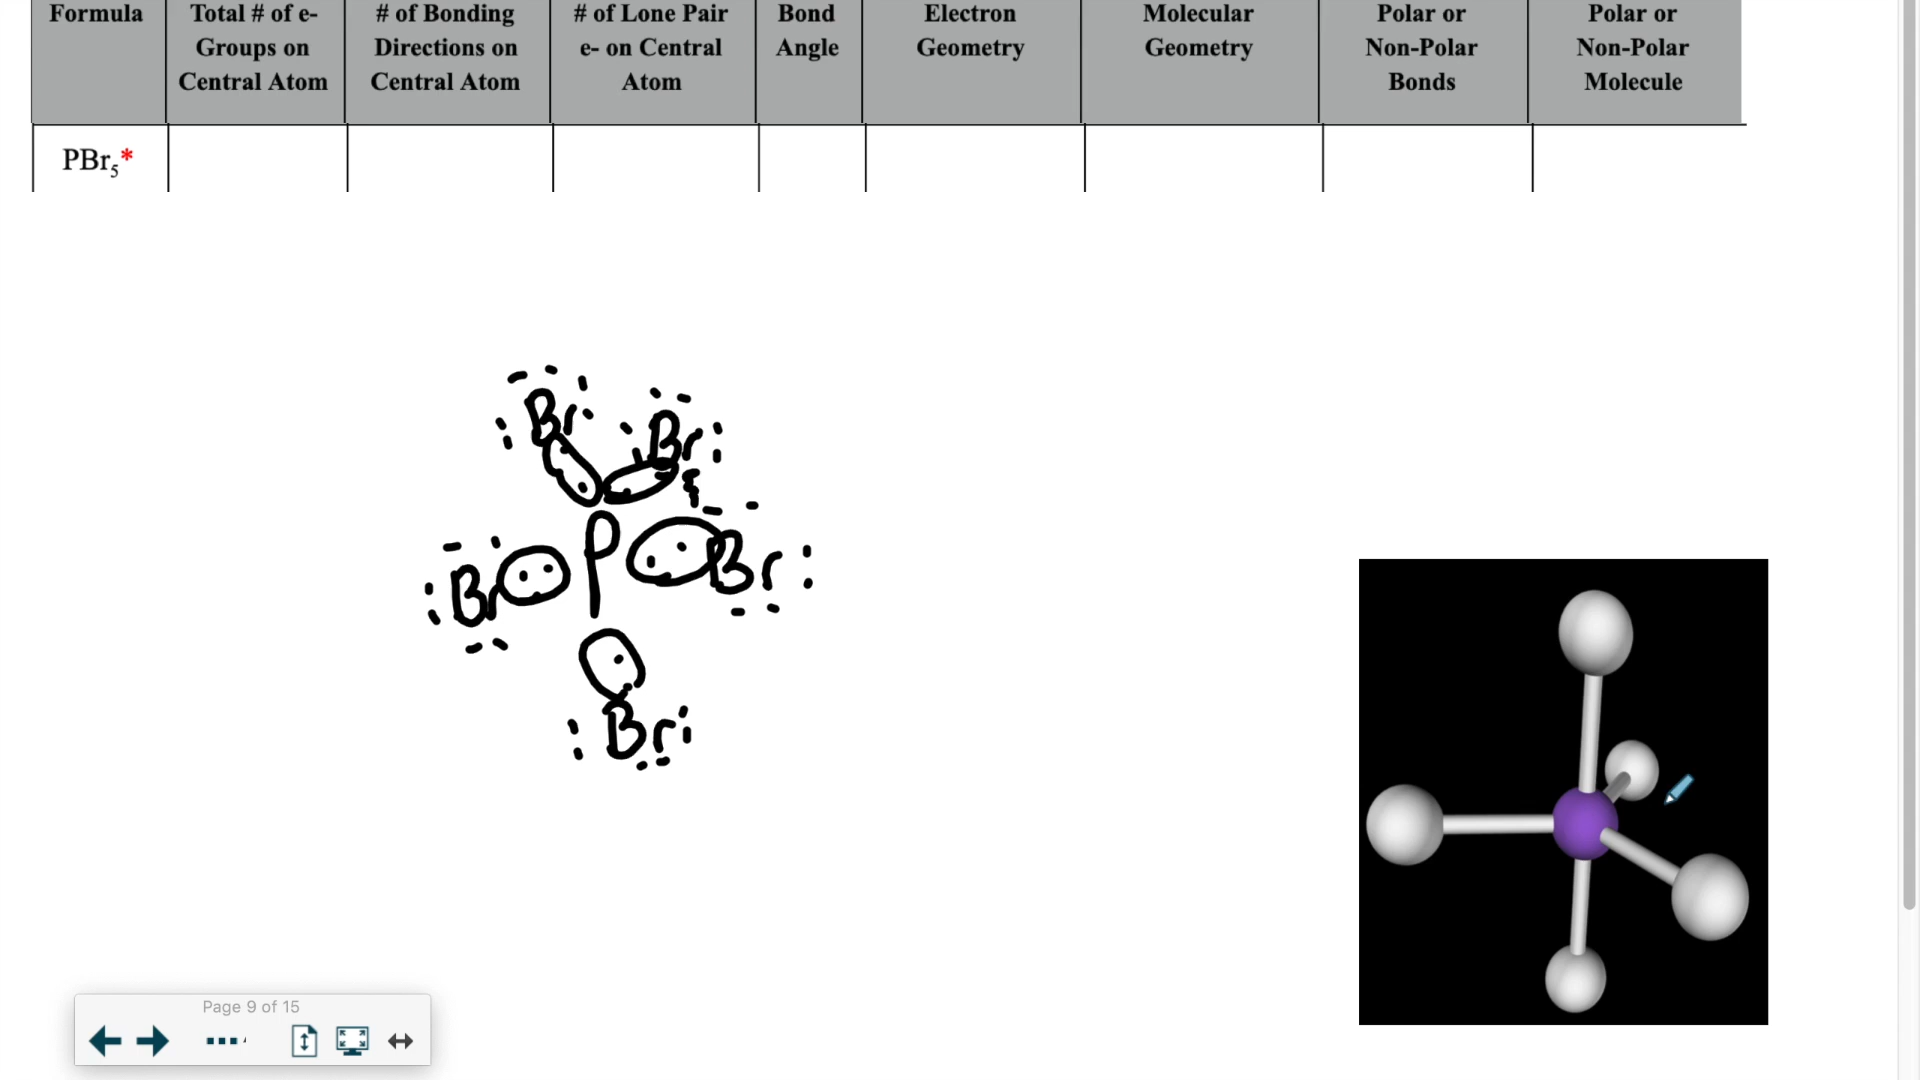 Formula
Total # of e-
Groups on
Central Atom
# of Bonding
Directions on
Central Atom
# of Lone Pair
e- on Central
Atom
Bond
Angle
Electron
Geometry
Molecular
Geometry
Polar or
Non-Polar
Bonds
Polar or
Non-Polar
Molecule
PBr₅*
Br
Br
Br
P
Br
Br
Page 9 of 15